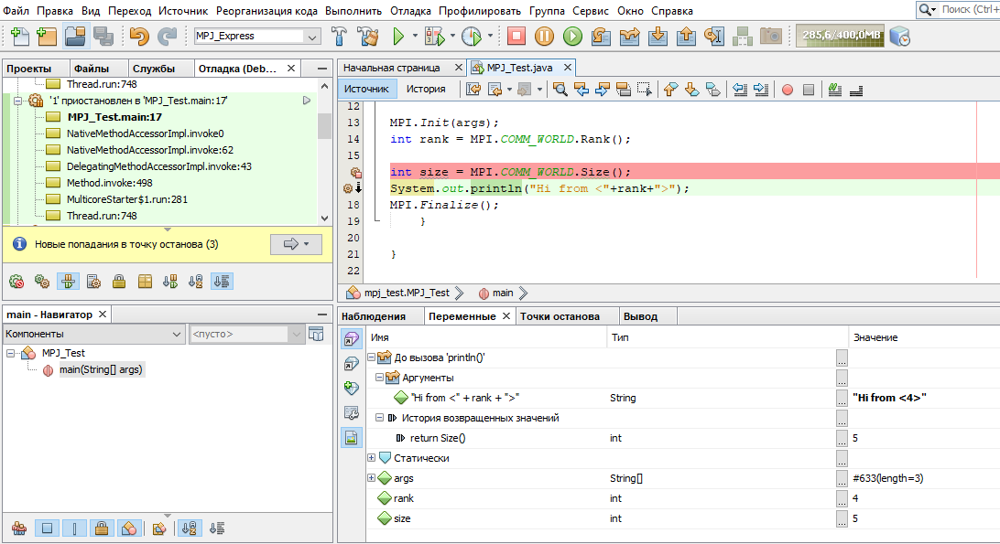 Файл Правка Вид Переход Источник Реорганизация кода Выполнить Отладка Профилировать Группа Сервис Окно Справка
Поиск (Ctrl+
MPJ_Express
285,6/400,0MB
Проекты Файлы Службы Отладка (Deb...
Thread.run:748
'1' приостановлен в 'MPJ_Test.main:17'
MPJ_Test.main:17
NativeMethodAccessorImpl.invoke0
NativeMethodAccessorImpl.invoke:62
DelegatingMethodAccessorImpl.invoke:43
Method.invoke:498
MulticoreStarter$1.run:281
Thread.run:748
Новые попадания в точку останова (3)
main - Навигатор
Компоненты
<пусто>
MPJ_Test
main(String[] args)
Начальная страница MPJ_Test.java
Источник История
12
13 MPI.Init(args);
14 int rank = MPI.COMM_WORLD.Rank();
15
int size = MPI.COMM_WORLD.Size();
System.out.println("Hi from <"+rank+">");
18 MPI.Finalize();
19 }
20
21 }
22
mpj_test.MPJ_Test main
Наблюдения Переменные Точки останова Вывод
Имя Тип Значение
До вызова 'println()'
...
Аргументы
...
"Hi from <" + rank + ">" String ... "Hi from <4>"
История возвращенных значений
...
return Size() int ... 5
Статически
...
args String[] ... #633(length=3)
rank int ... 4
size int ... 5